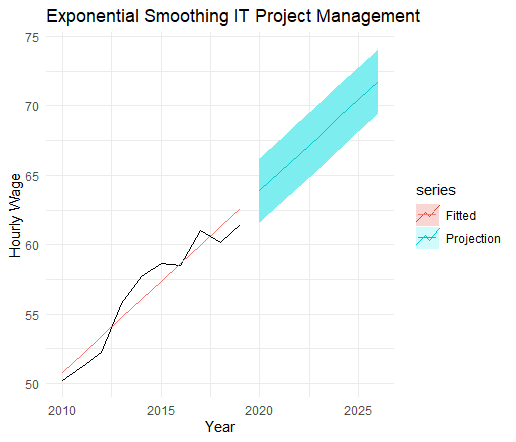 Exponential Smoothing IT Project Management
75
70
65
60
55
50
Hourly Wage
2010
2015
2020
2025
Year
series
Fitted
Projection